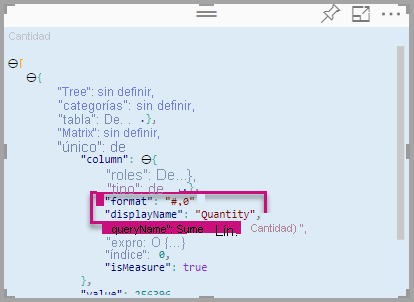 Cantidad
[
{
"Tree": sin definir,
"categorías": sin definir,
"tabla": De. . .},
"Matrix": sin definir,
"único": de
"column": {
"roles": De...},
"tipo": de ...},
"format": "#,0"
"displayName": "Quantity",
queryName": Sume Lín. Cantidad) ",
"expro: O {...}
"índice": 0,
"isMeasure": true
},
"value": 256396